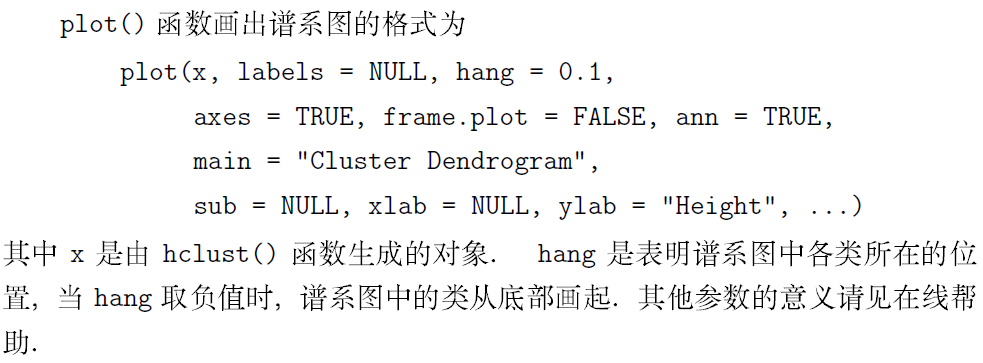 plot() 函数画出谱系图的格式为
plot(x, labels = NULL, hang = 0.1,
axes = TRUE, frame.plot = FALSE, ann = TRUE,
main = "Cluster Dendrogram",
sub = NULL, xlab = NULL, ylab = "Height", ...)
其中 x 是由 hclust() 函数生成的对象. hang 是表明谱系图中各类所在的位
置, 当 hang 取负值时, 谱系图中的类从底部画起. 其他参数的意义请见在线帮
助.